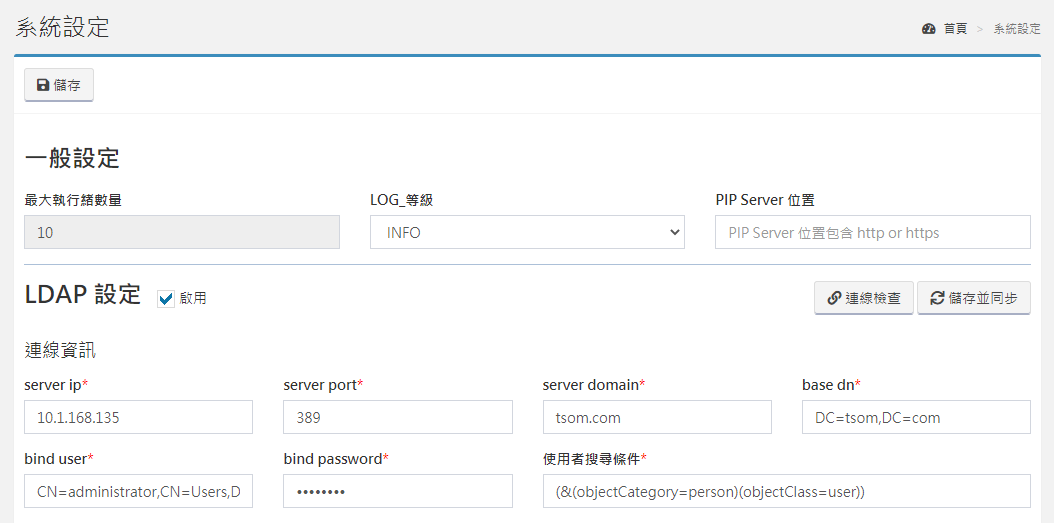 系統設定
首頁 > 系統設定
儲存
一般設定
最大執行緒數量 LOG_等級 PIP Server 位置
10 INFO PIP Server 位置包含 http or https
LDAP 設定 啟用 連線檢查 儲存並同步
連線資訊
server ip* server port* server domain* base dn*
10.1.168.135 389 tsom.com DC=tsom,DC=com
bind user* bind password* 使用者搜尋條件*
CN=administrator,CN=Users,D •••••••• (&(objectCategory=person)(objectClass=user))